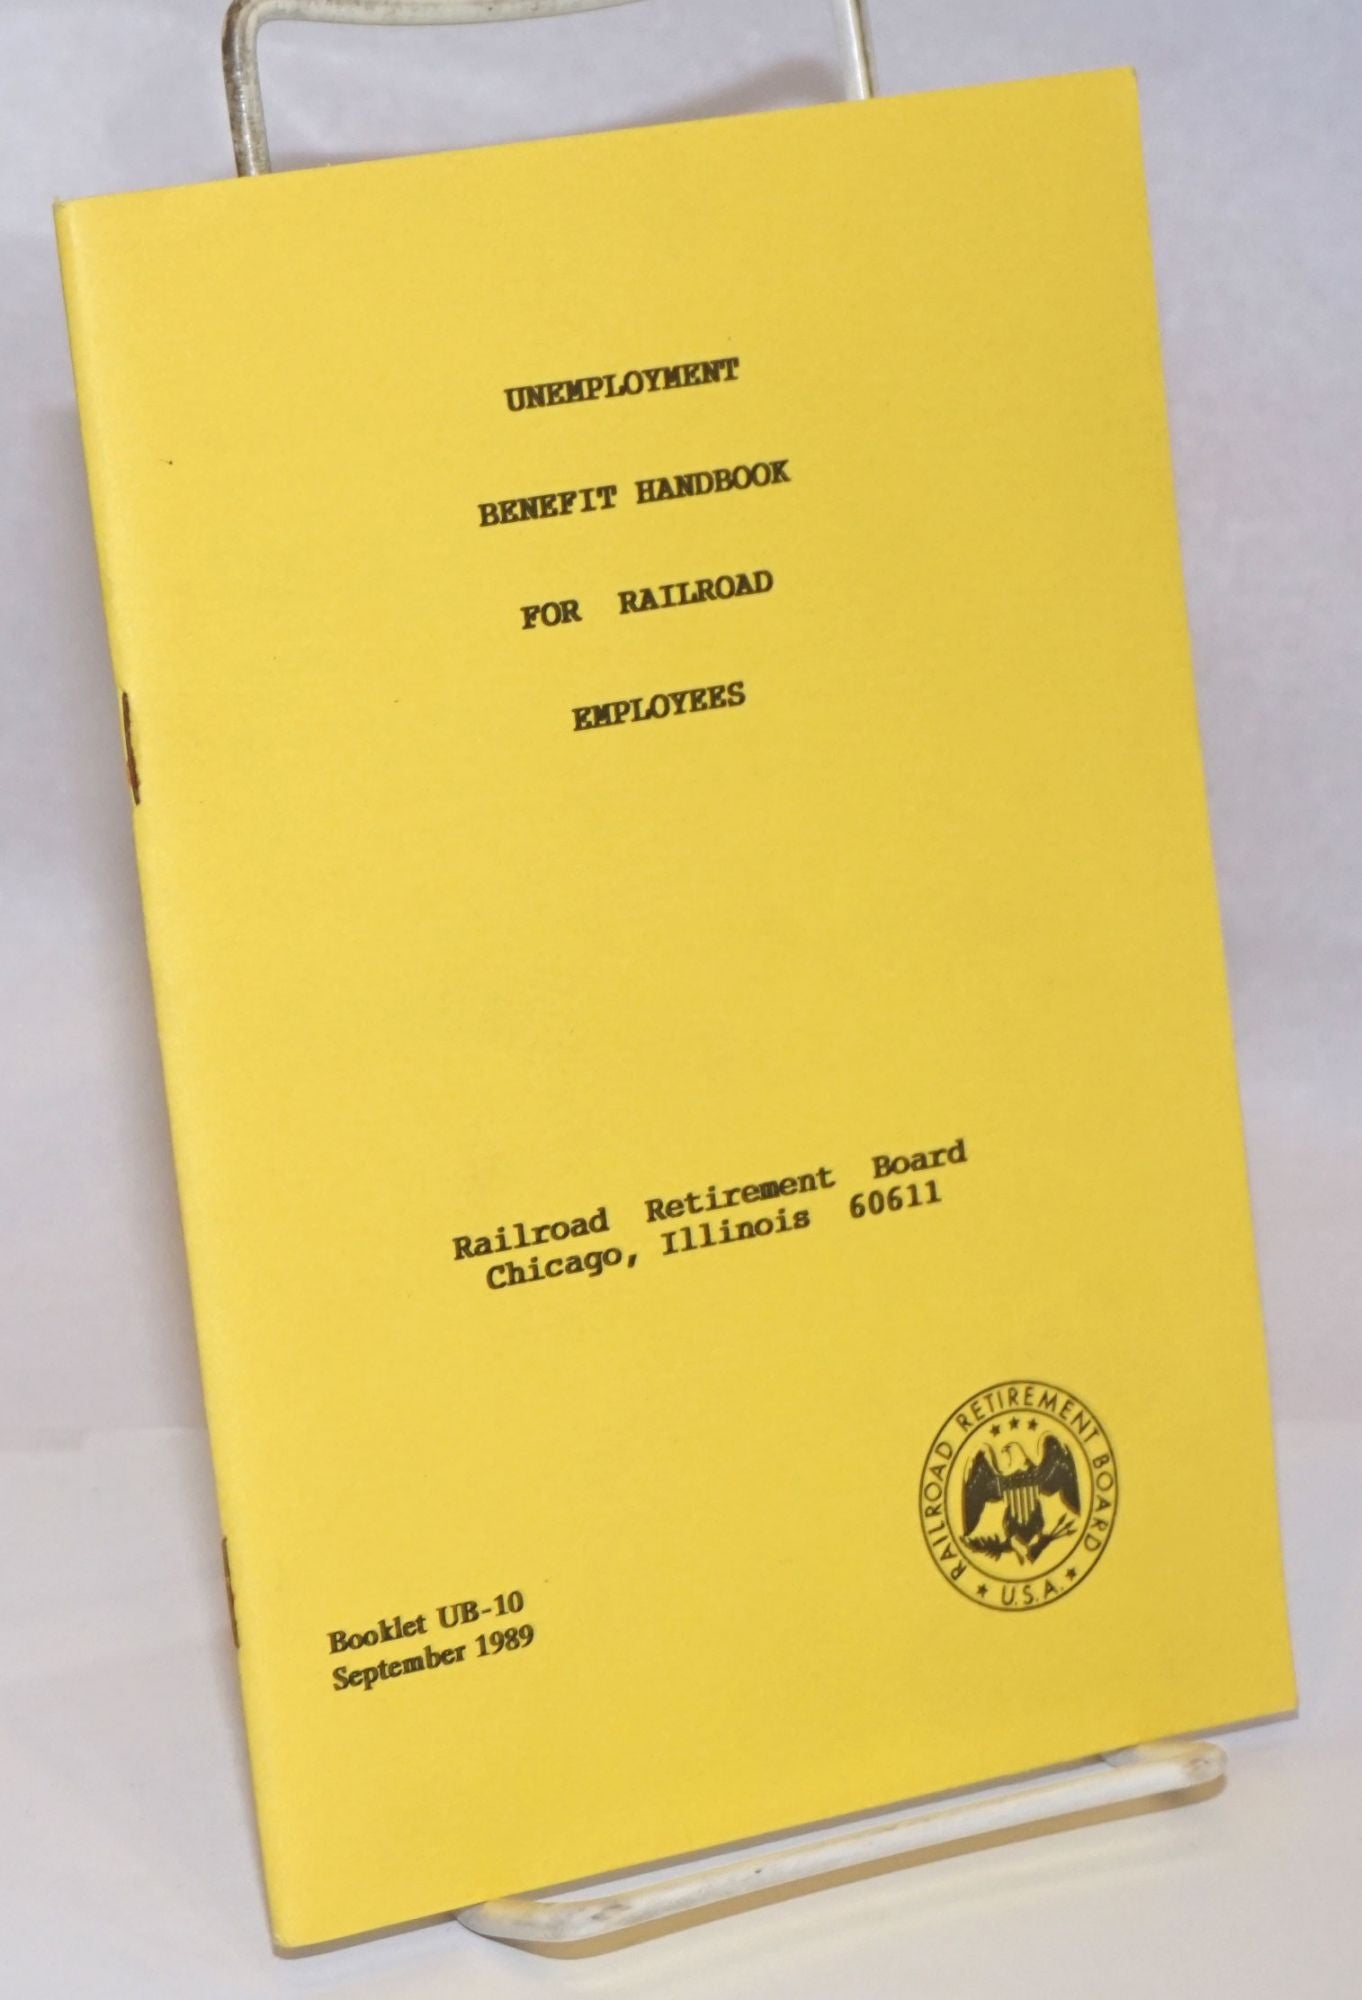 UNEMPLOYMENT
BENEFIT HANDBOOK
FOR RAILROAD
EMPLOYEES
Railroad Retirement Board
Chicago, Illinois 60611
RAILROAD RETIREMENT BOARD
★ U.S.A. ★
Booklet UB-10
September 1989